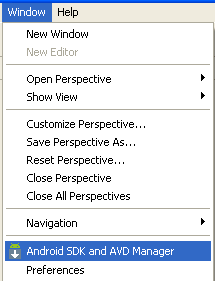 Window Help
New Window
New Editor
Open Perspective
Show View
Customize Perspective...
Save Perspective As...
Reset Perspective...
Close Perspective
Close All Perspectives
Navigation
Android SDK and AVD Manager
Preferences